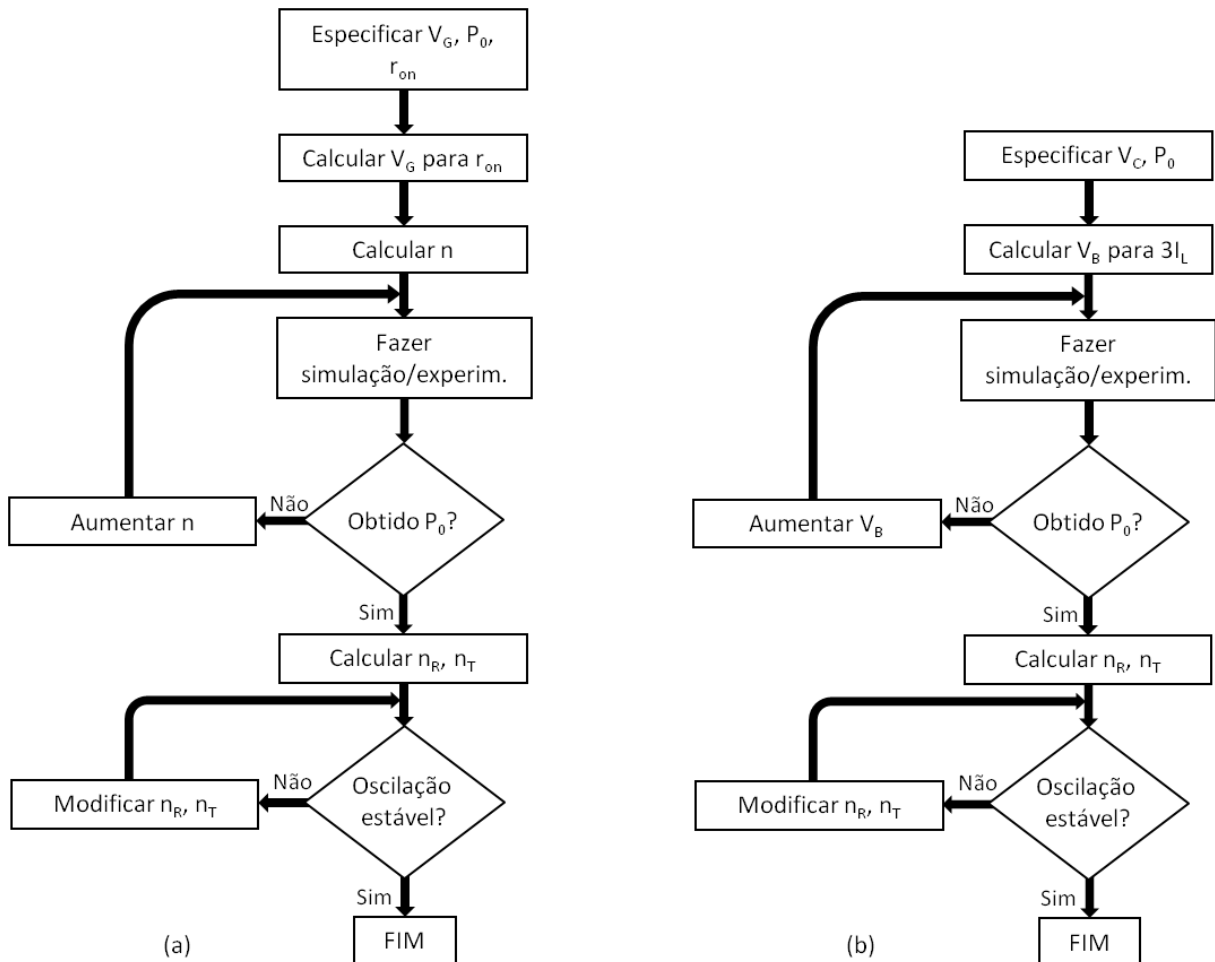 Especificar V_G, P_0,
r_on
Calcular V_G para r_on
Calcular n
Fazer
simulação/experim.
Obtido P_0?
Não
Aumentar n
Sim
Calcular n_R, n_T
Oscilação
estável?
Não
Modificar n_R, n_T
Sim
FIM
(a)
Especificar V_C, P_0
Calcular V_B para 3I_L
Fazer
simulação/experim.
Obtido P_0?
Não
Aumentar V_B
Sim
Calcular n_R, n_T
Oscilação
estável?
Não
Modificar n_R, n_T
Sim
FIM
(b)